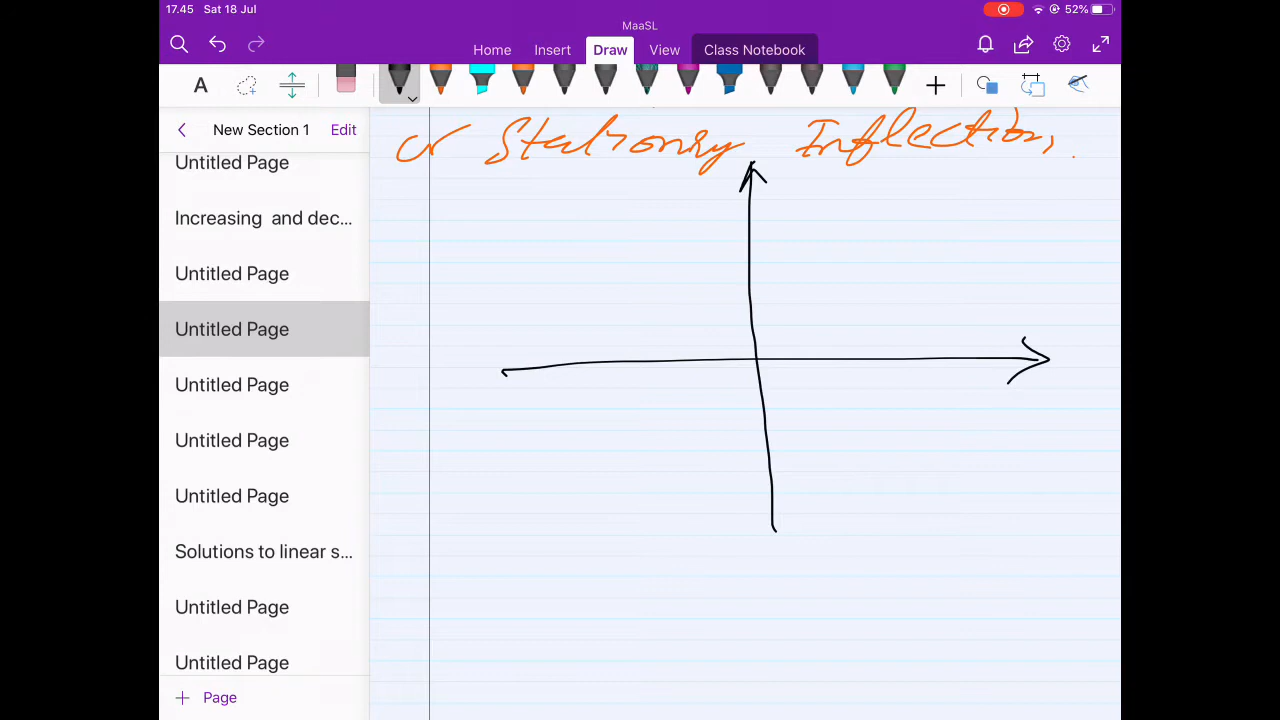 17.45 Sat 18 Jul
52%
MaaSL
Home Insert Draw View Class Notebook
A
New Section 1 Edit
Untitled Page
Increasing and dec...
Untitled Page
Untitled Page
Untitled Page
Untitled Page
Untitled Page
Solutions to linear s...
Untitled Page
Untitled Page
+ Page
or Stationary Inflection,